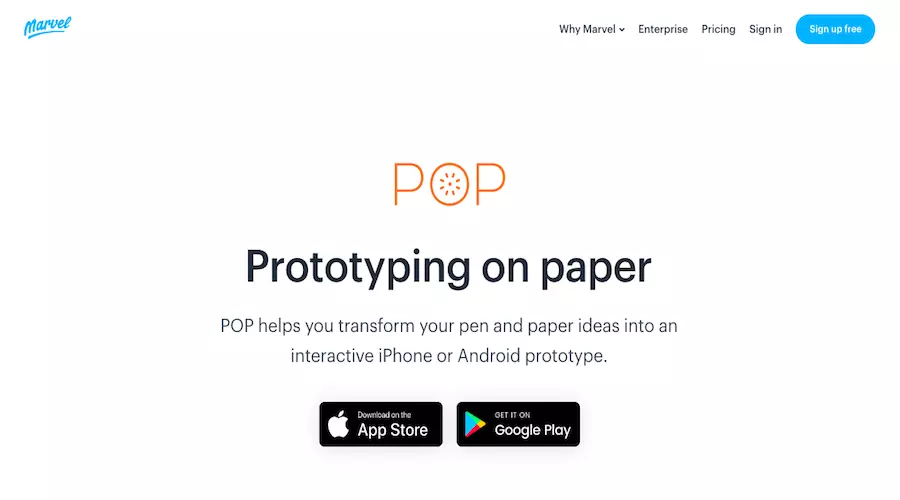 Marvel
Why Marvel
Enterprise
Pricing
Sign in
Sign up free
POP
Prototyping on paper
POP helps you transform your pen and paper ideas into an
interactive iPhone or Android prototype.
Download on the
App Store
GET IT ON
Google Play